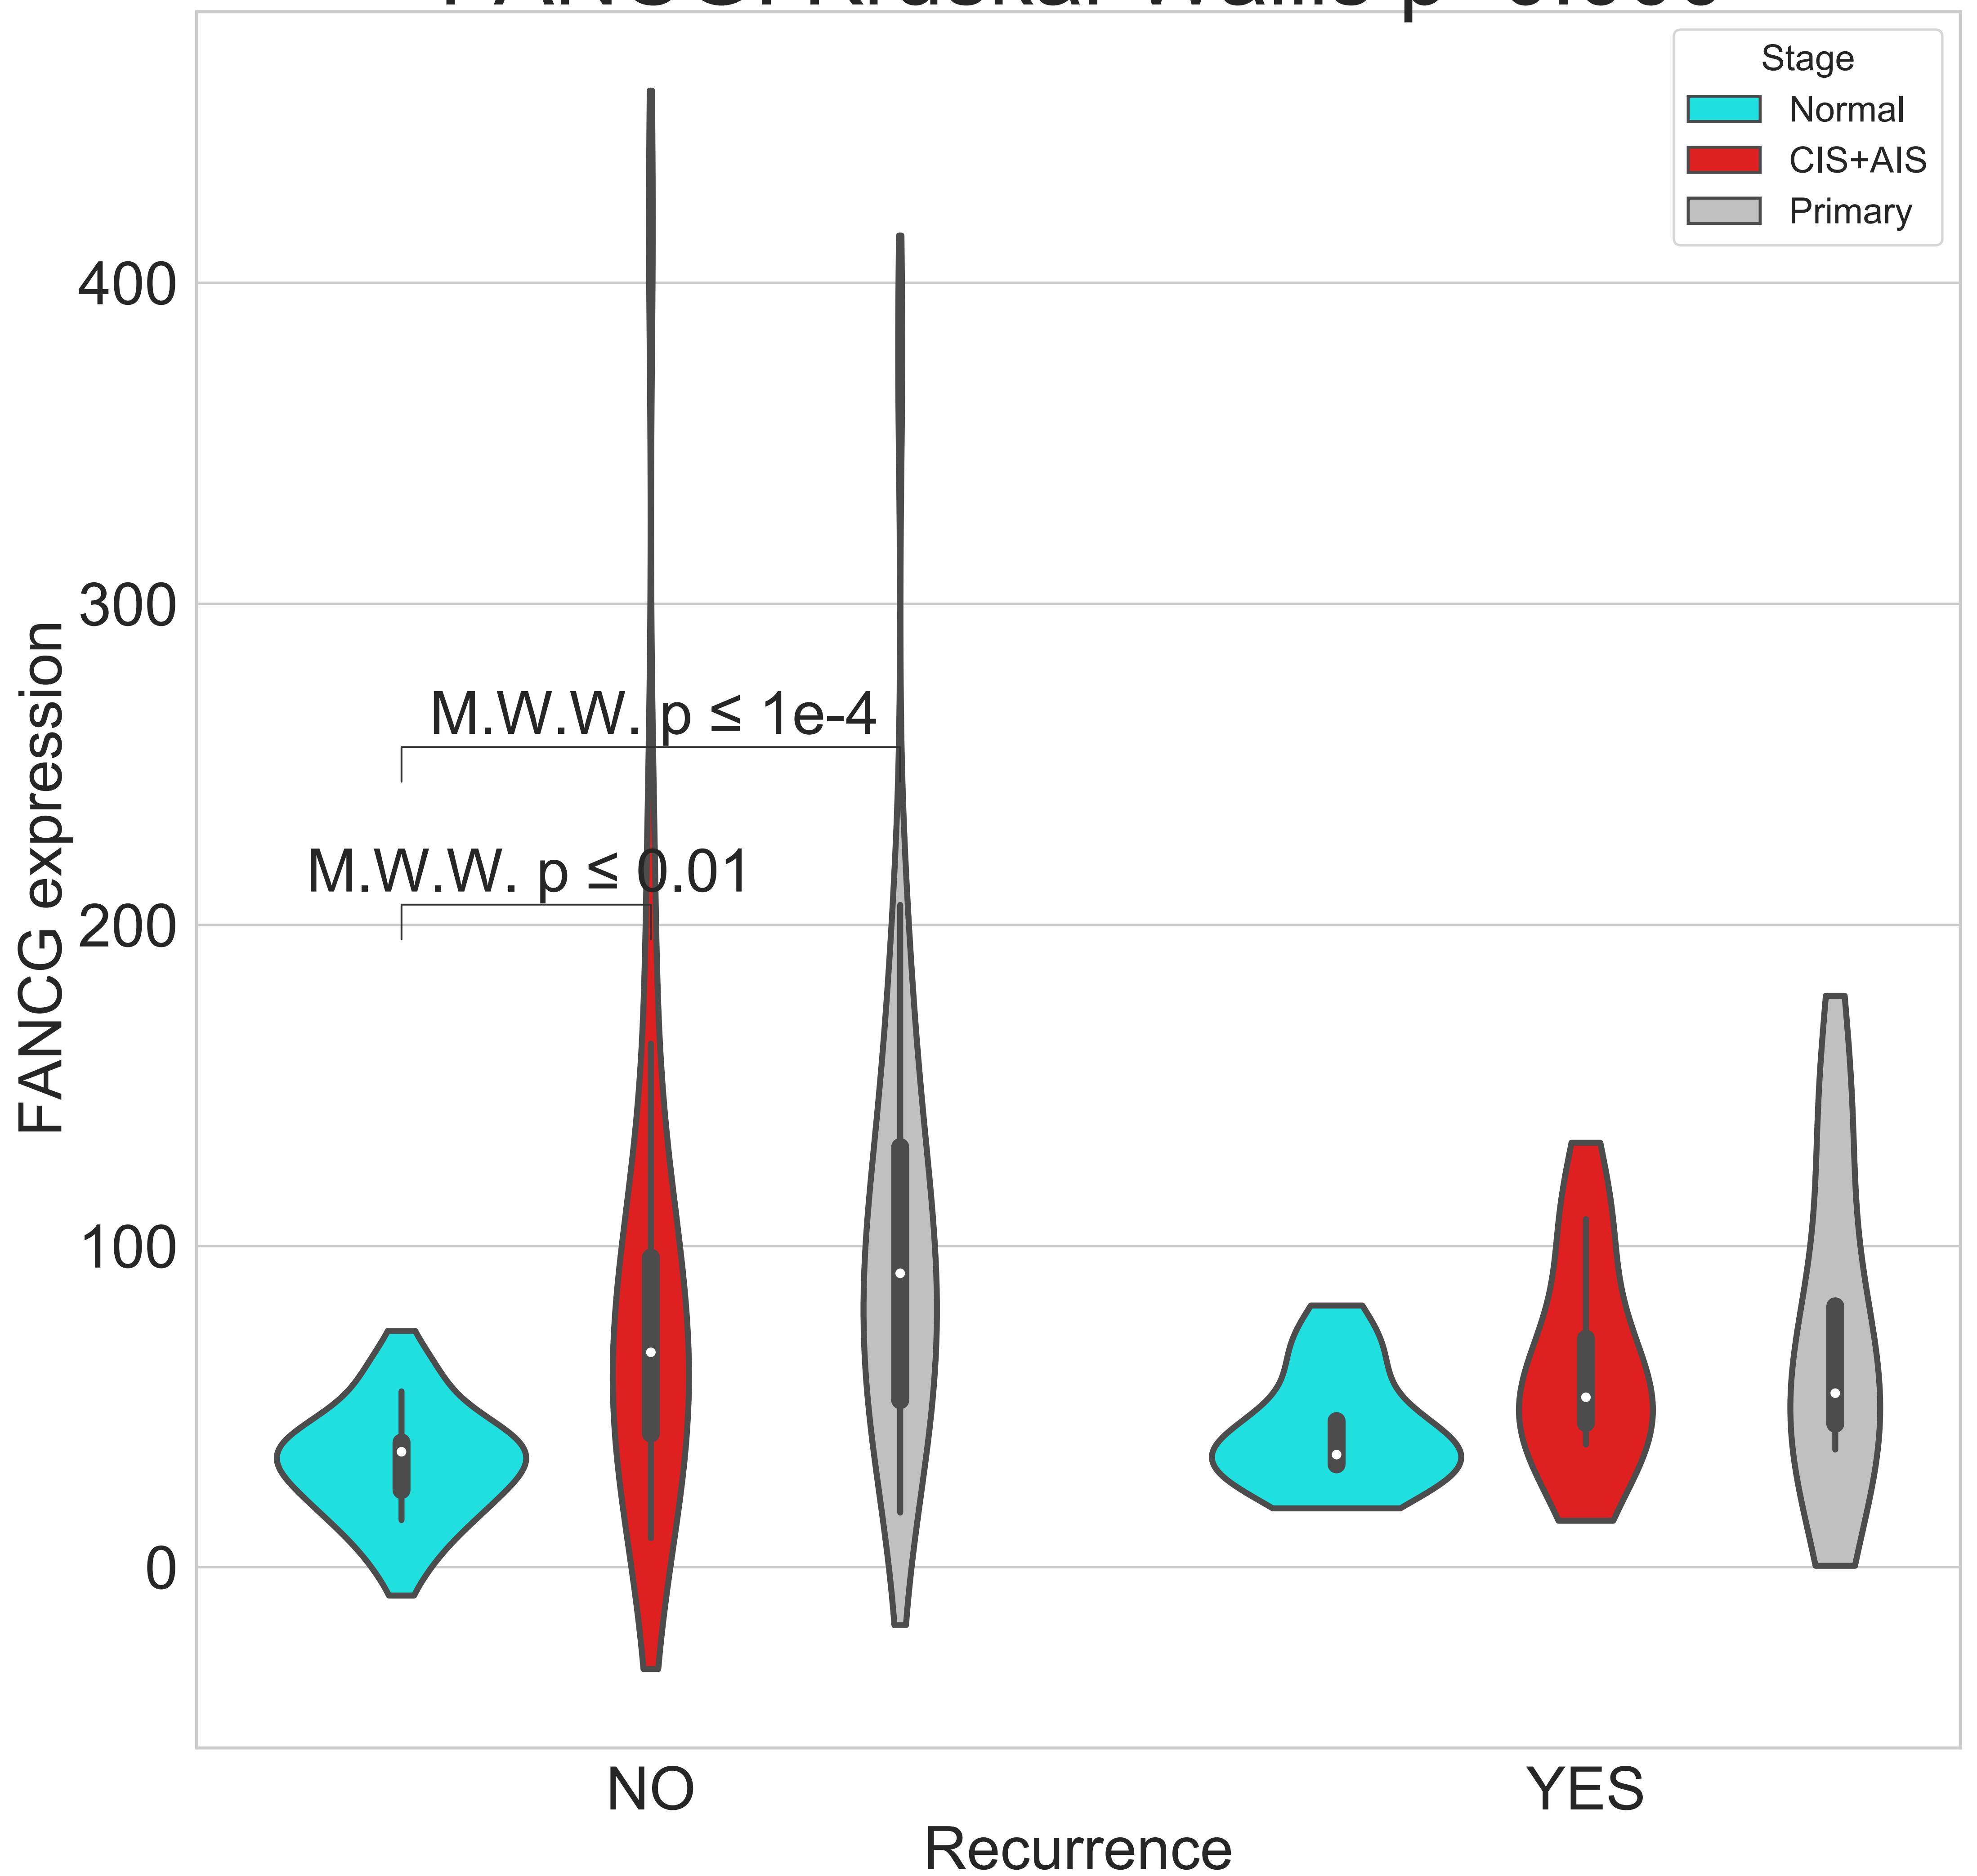 Stage
Normal
CIS+AIS
Primary
400
300
200
100
0
FANCG expression
M.W.W. p ≤ 1e-4
M.W.W. p ≤ 0.01
NO
YES
Recurrence